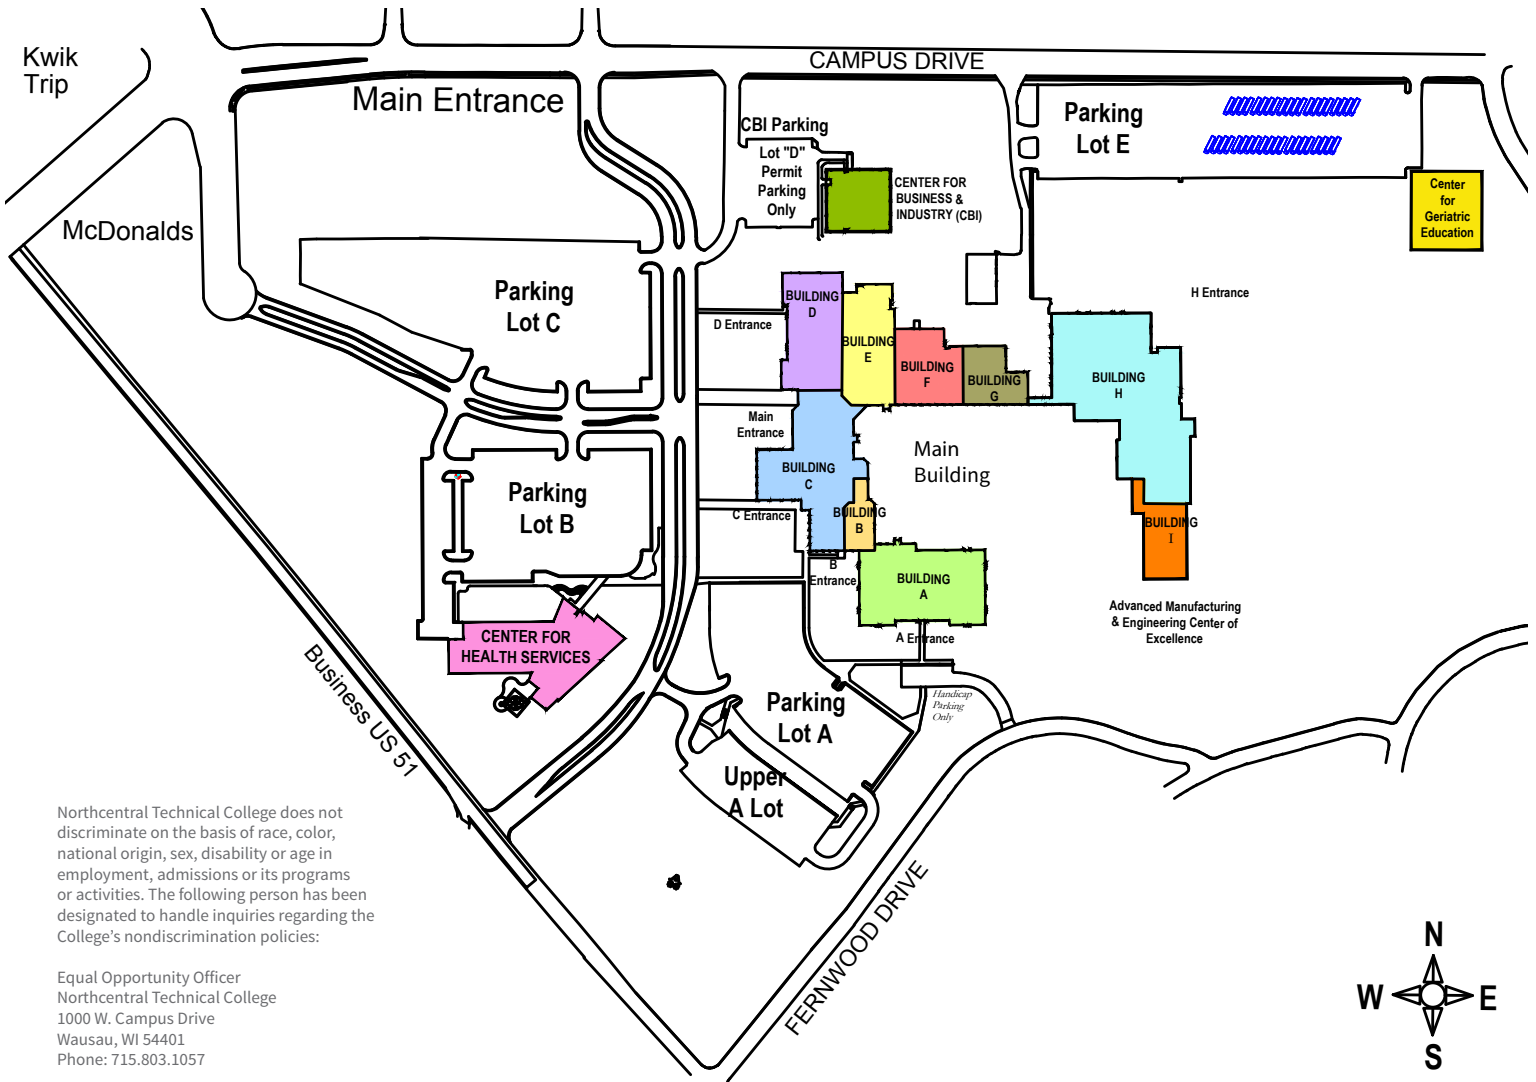 Kwik
Trip
CAMPUS DRIVE
Main Entrance
McDonalds
CBI Parking
Lot "D"
Permit
Parking
Only
CENTER FOR
BUSINESS &
INDUSTRY (CBI)
Parking
Lot E
Center
for
Geriatric
Education
Parking
Lot C
D Entrance
BUILDING
D
BUILDING
E
BUILDING
F
BUILDING
G
H Entrance
BUILDING
H
Main
Entrance
Main
Building
BUILDING
C
C Entrance
BUILDING
B
B
Entrance
Parking
Lot B
BUILDING
A
A Entrance
BUILDING
I
Advanced Manufacturing
& Engineering Center of
Excellence
CENTER FOR
HEALTH SERVICES
Business US 51
Handicap
Parking
Only
Parking
Lot A
Upper
A Lot
FERNWOOD DRIVE
Northcentral Technical College does not
discriminate on the basis of race, color,
national origin, sex, disability or age in
employment, admissions or its programs
or activities. The following person has been
designated to handle inquiries regarding the
College's nondiscrimination policies:
Equal Opportunity Officer
Northcentral Technical College
1000 W. Campus Drive
Wausau, WI 54401
Phone: 715.803.1057
N
W E
S